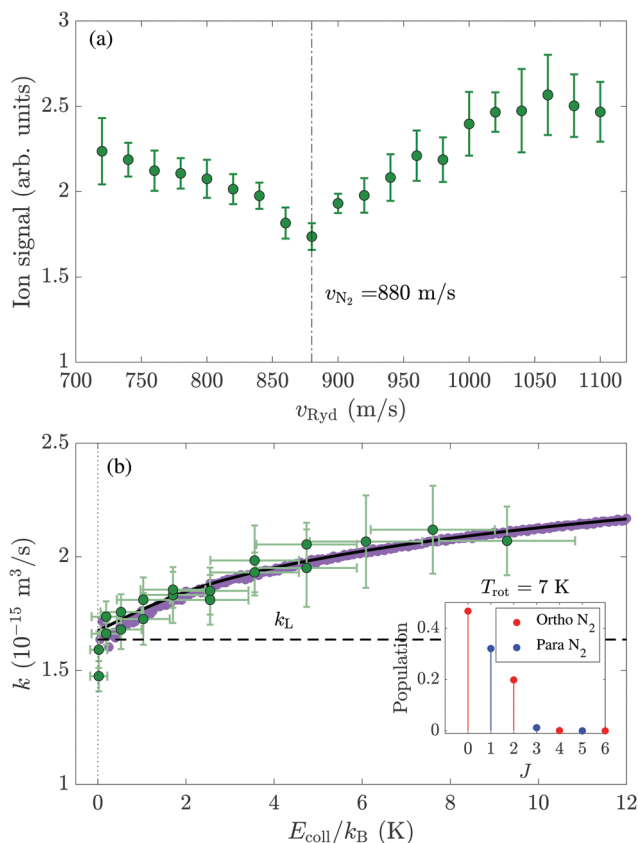 3
(a)
2.5
2
1.5
1
Ion signal (arb. units)
v_N₂ =880 m/s
700 750 800 850 900 950 1000 1050 1100
v_Ryd (m/s)
2.5
(b)
2
1.5
1
k (10⁻¹⁵ m³/s)
k_L
T_rot = 7 K
Ortho N₂
Para N₂
0.4
0.2
0
Population
0 1 2 3 4 5 6
J
0 2 4 6 8 10 12
E_coll/k_B (K)